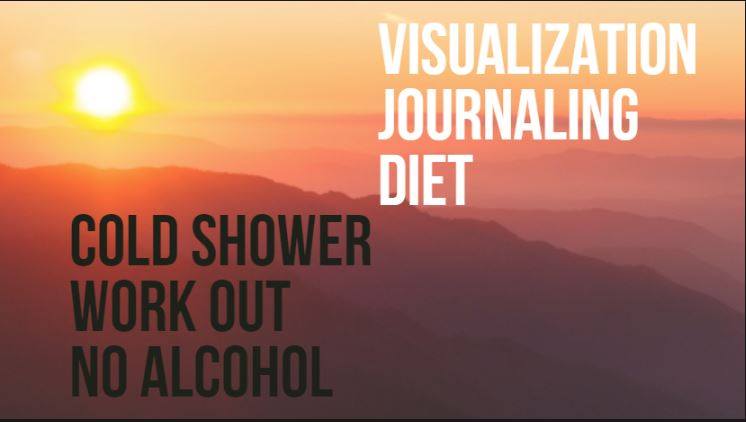 VISUALIZATION
JOURNALING
DIET
COLD SHOWER
WORK OUT
NO ALCOHOL